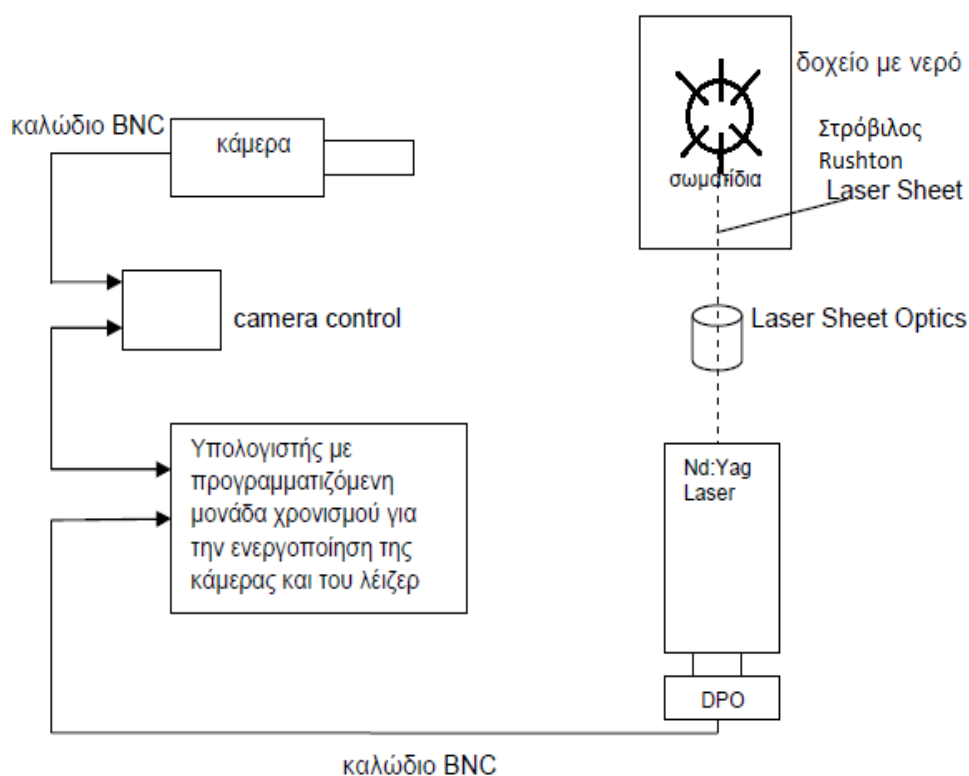 δοχείο με νερό
καλώδιο BNC
κάμερα
Στρόβιλος
Rushton
σωματίδια
Laser Sheet
camera control
Laser Sheet Optics
Υπολογιστής με
προγραμματιζόμενη
μονάδα χρονισμού για
την ενεργοποίηση της
κάμερας και του λέιζερ
Nd:Yag
Laser
DPO
καλώδιο BNC